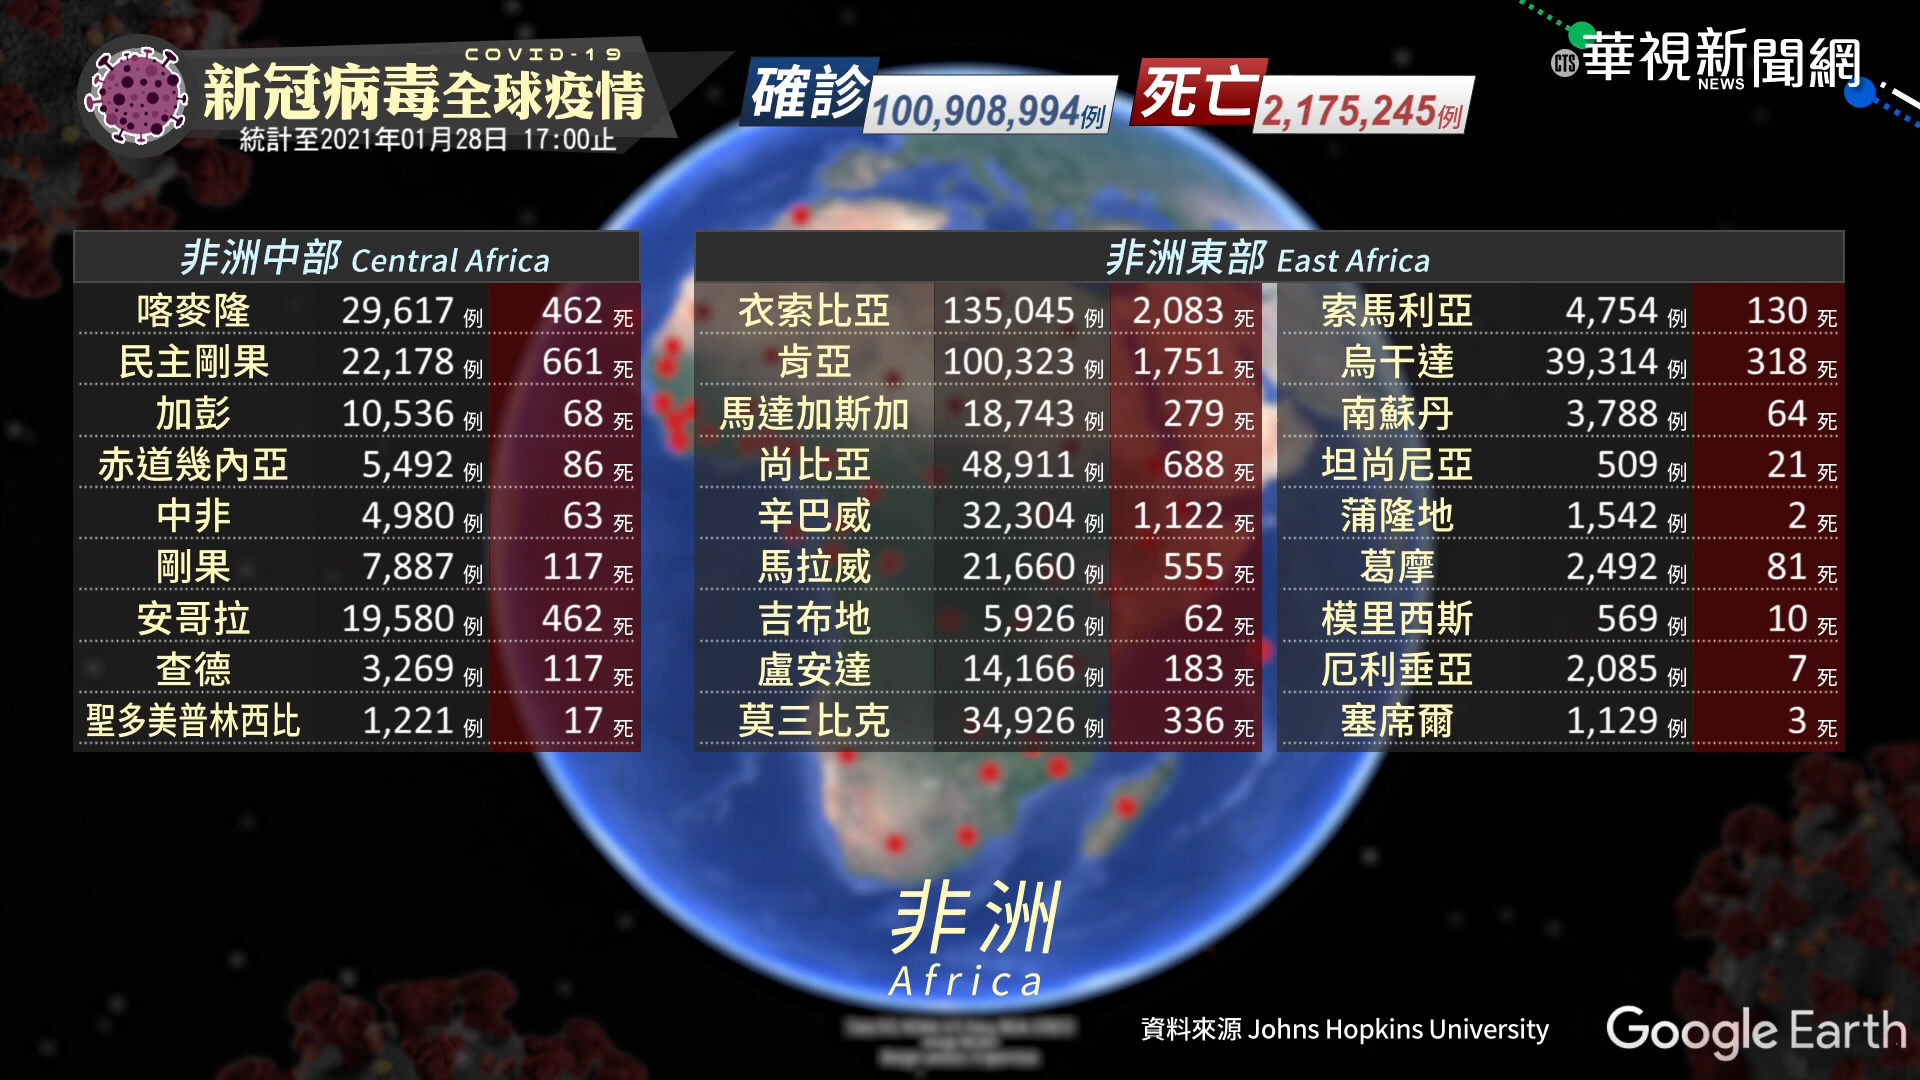 COVID-19
新冠病毒全球疫情
統計至2021年01月28日 17:00止
確診 100,908,994例
死亡 2,175,245例
CTS 華視新聞網
NEWS
非洲中部 Central Africa
喀麥隆 29,617 例 462 死
民主剛果 22,178 例 661 死
加彭 10,536 例 68 死
赤道幾內亞 5,492 例 86 死
中非 4,980 例 63 死
剛果 7,887 例 117 死
安哥拉 19,580 例 462 死
查德 3,269 例 117 死
聖多美普林西比 1,221 例 17 死
非洲東部 East Africa
衣索比亞 135,045 例 2,083 死
肯亞 100,323 例 1,751 死
馬達加斯加 18,743 例 279 死
尚比亞 48,911 例 688 死
辛巴威 32,304 例 1,122 死
馬拉威 21,660 例 555 死
吉布地 5,926 例 62 死
盧安達 14,166 例 183 死
莫三比克 34,926 例 336 死
索馬利亞 4,754 例 130 死
烏干達 39,314 例 318 死
南蘇丹 3,788 例 64 死
坦尚尼亞 509 例 21 死
蒲隆地 1,542 例 2 死
葛摩 2,492 例 81 死
模里西斯 569 例 10 死
厄利垂亞 2,085 例 7 死
塞席爾 1,129 例 3 死
非洲
Africa
資料來源 Johns Hopkins University
Google Earth